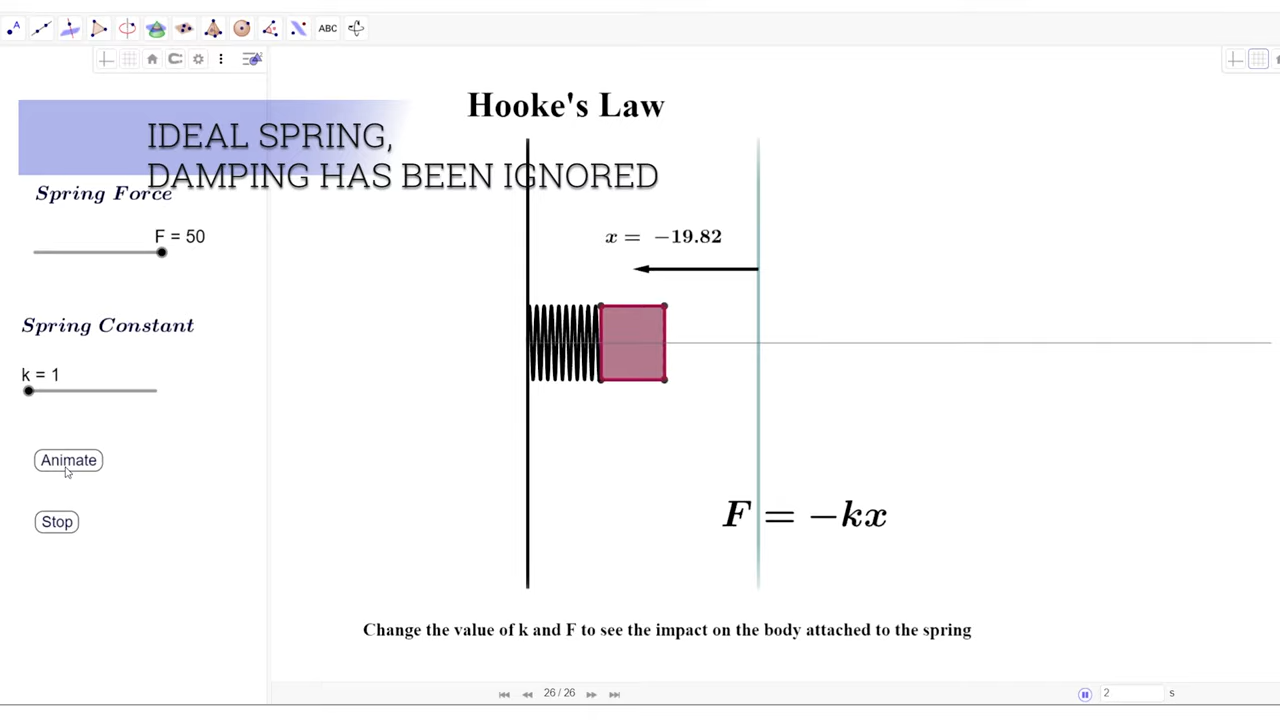 ABC
Hooke's Law
IDEAL SPRING,
DAMPING HAS BEEN IGNORED
Spring Force
F = 50
x = −19.82
Spring Constant
k = 1
Animate
Stop
F = −kx
Change the value of k and F to see the impact on the body attached to the spring
26 / 26
2 s